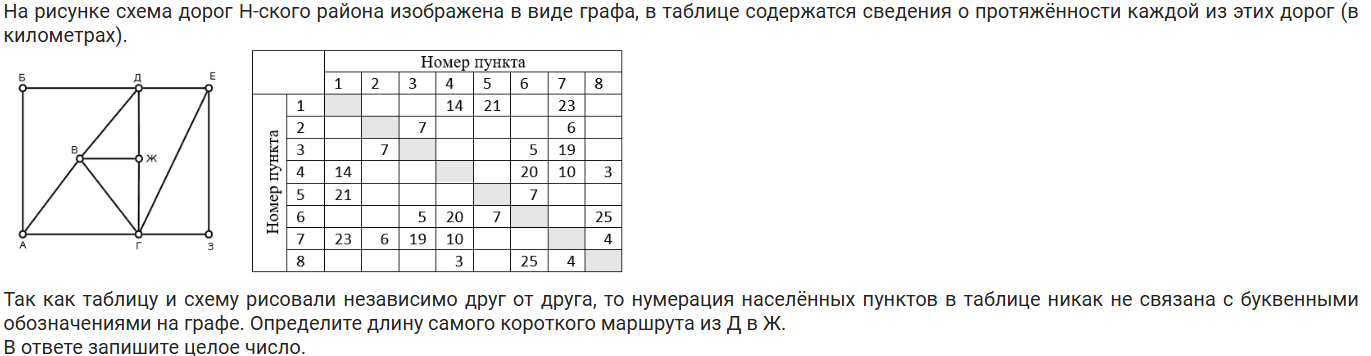 На рисунке схема дорог Н-ского района изображена в виде графа, в таблице содержатся сведения о протяжённости каждой из этих дорог (в
километрах).
Б Д Е
В Ж
А Г З
Номер пункта
1 2 3 4 5 6 7 8
Номер пункта
1 14 21 23
2 7 6
3 7 5 19
4 14 20 10 3
5 21 7
6 5 20 7 25
7 23 6 19 10 4
8 3 25 4
Так как таблицу и схему рисовали независимо друг от друга, то нумерация населённых пунктов в таблице никак не связана с буквенными
обозначениями на графе. Определите длину самого короткого маршрута из Д в Ж.
В ответе запишите целое число.